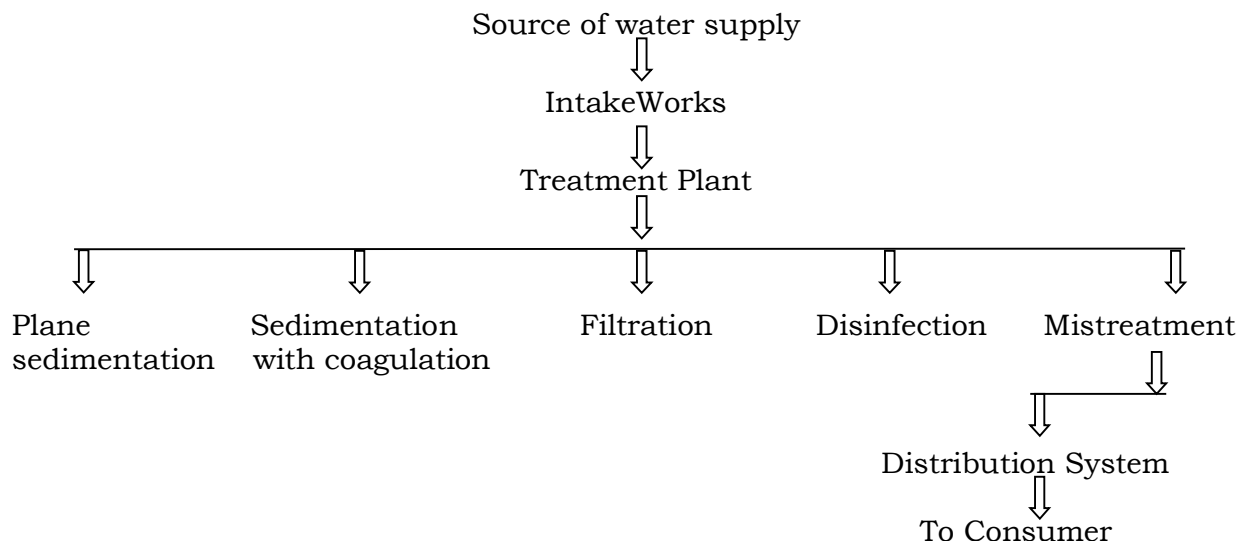 Source of water supply
IntakeWorks
Treatment Plant
Plane
sedimentation
Sedimentation
with coagulation
Filtration
Disinfection
Mistreatment
Distribution System
To Consumer